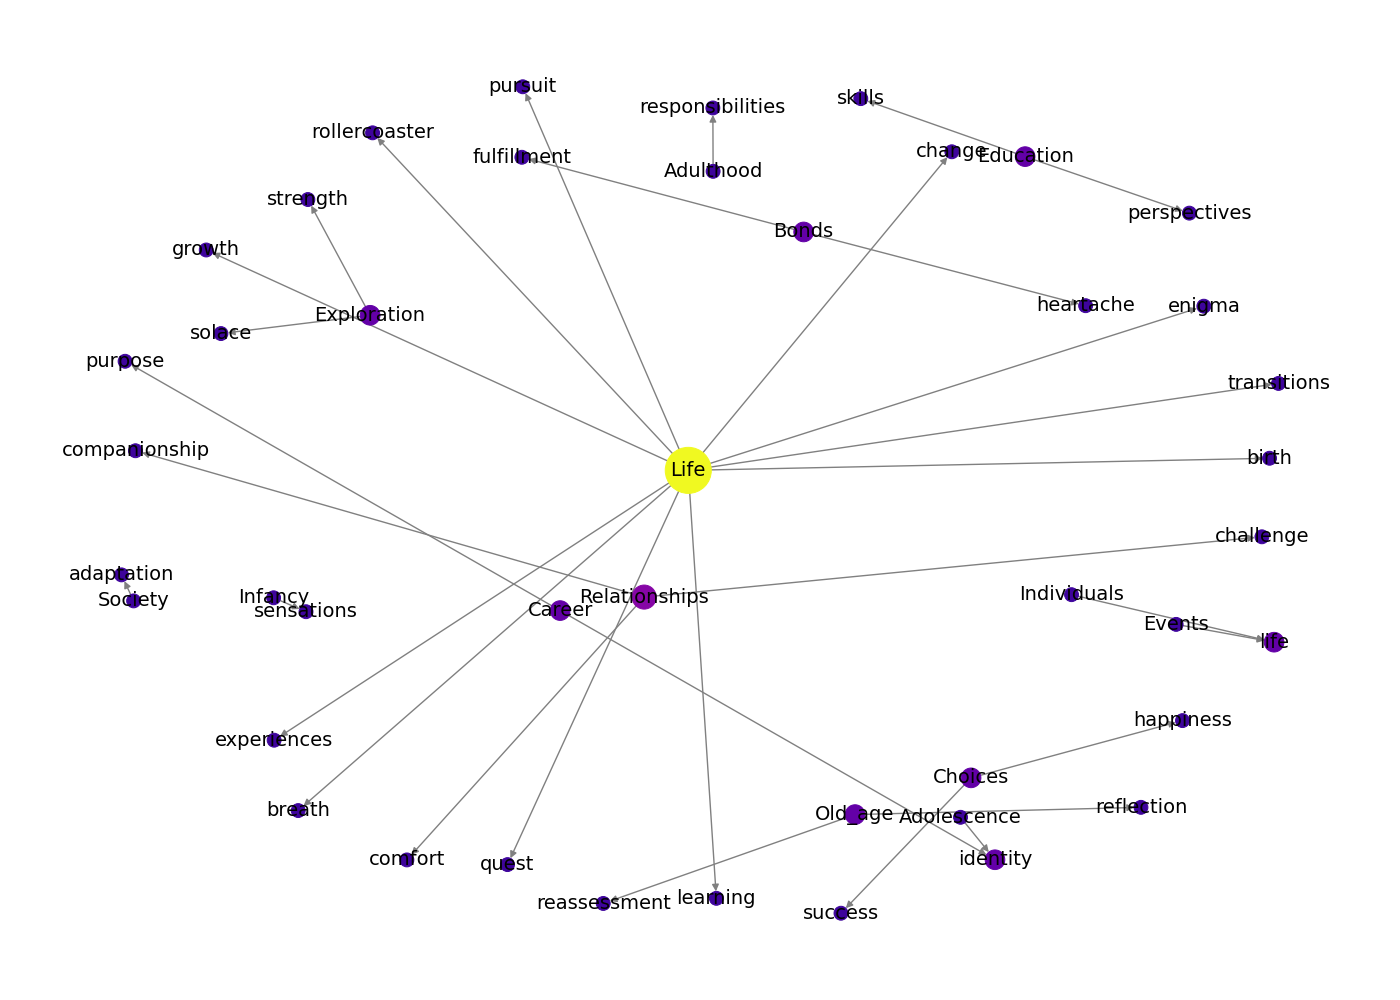 pursuit
skills
responsibilities
rollercoaster
change
Education
fulfillment
Adulthood
strength
perspectives
Bonds
growth
heartache
enigma
Exploration
solace
purpose
transitions
companionship
birth
Life
challenge
adaptation
Individuals
Infancy
Relationships
Society
sensations
Career
Events
life
happiness
experiences
Choices
reflection
breath
Old_age
Adolescence
comfort
quest
identity
learning
reassessment
success